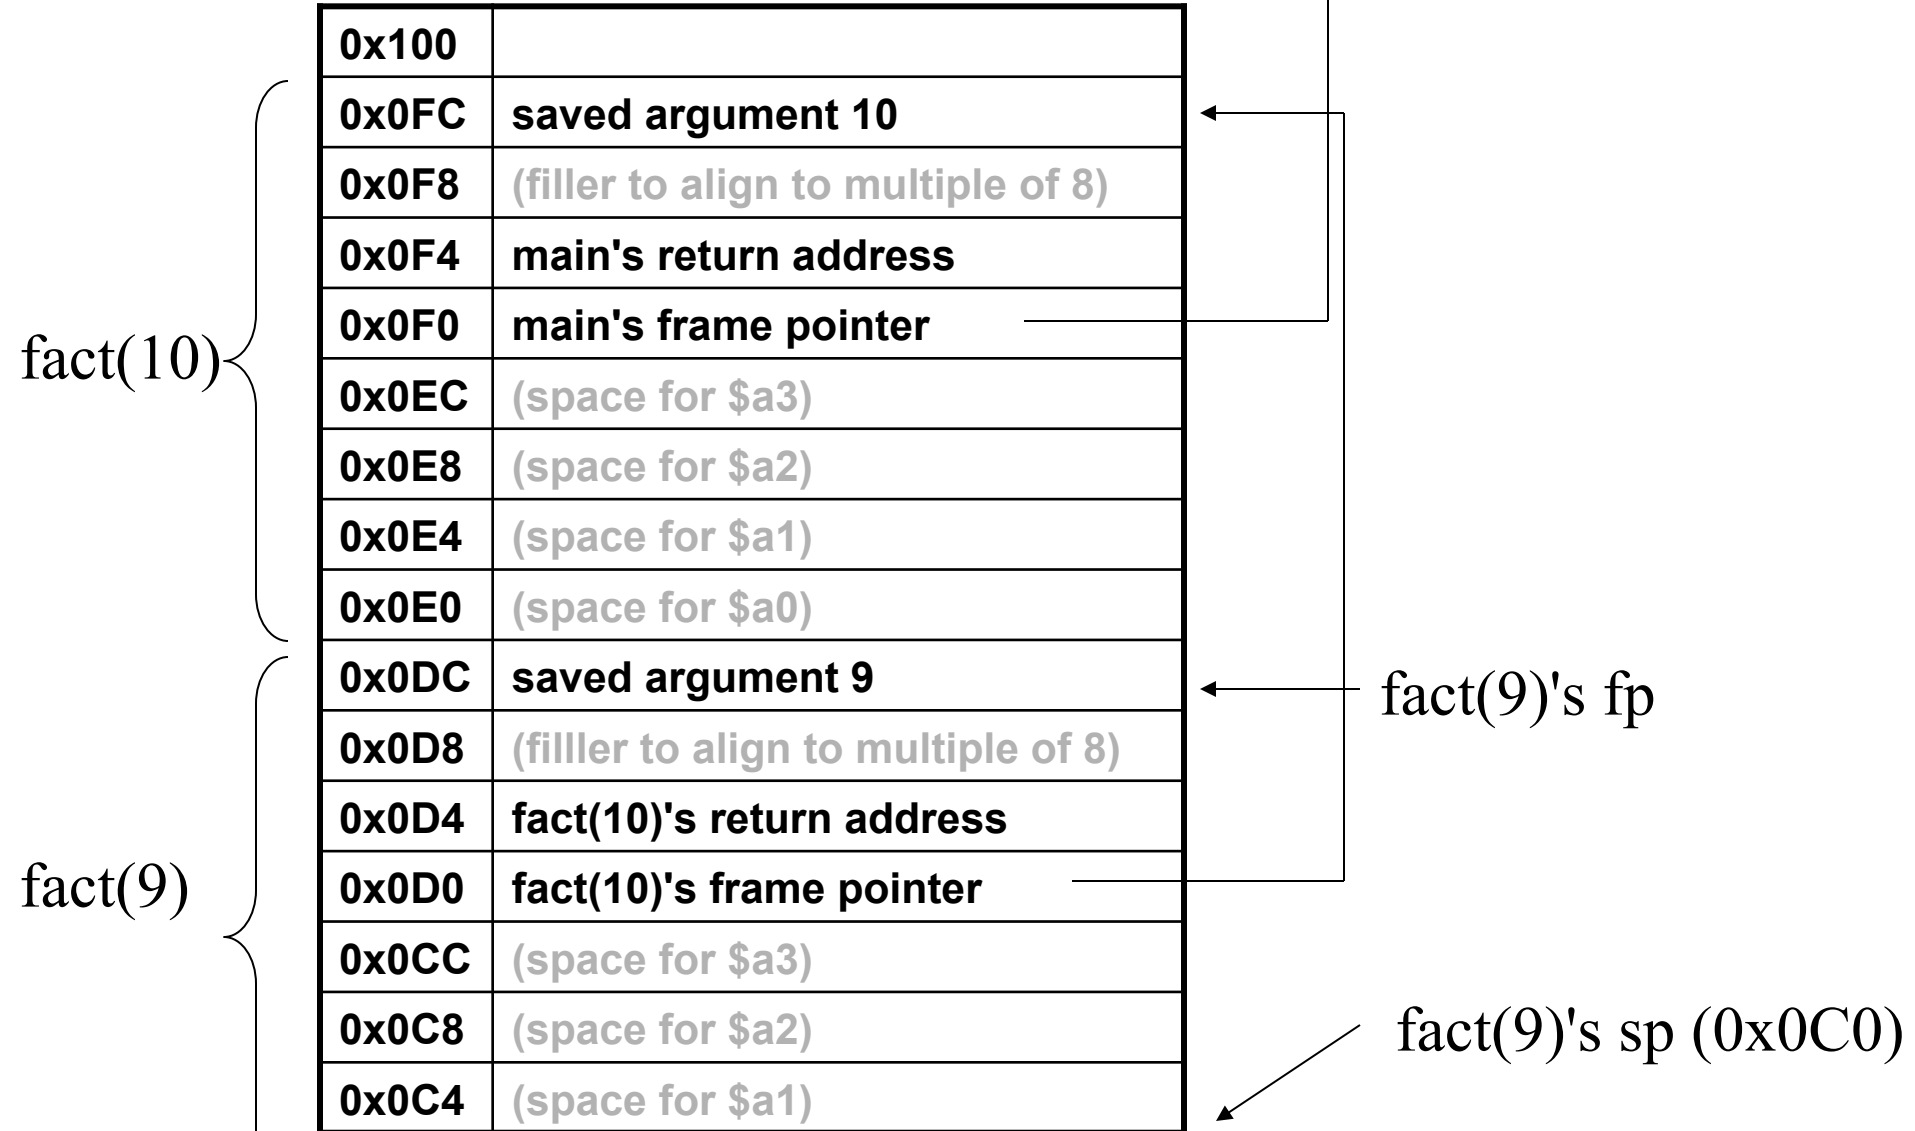 0x100
0x0FC saved argument 10
0x0F8 (filler to align to multiple of 8)
0x0F4 main's return address
0x0F0 main's frame pointer
fact(10)
0x0EC (space for $a3)
0x0E8 (space for $a2)
0x0E4 (space for $a1)
0x0E0 (space for $a0)
0x0DC saved argument 9
fact(9)'s fp
0x0D8 (filller to align to multiple of 8)
0x0D4 fact(10)'s return address
0x0D0 fact(10)'s frame pointer
fact(9)
0x0CC (space for $a3)
0x0C8 (space for $a2)
fact(9)'s sp (0x0C0)
0x0C4 (space for $a1)